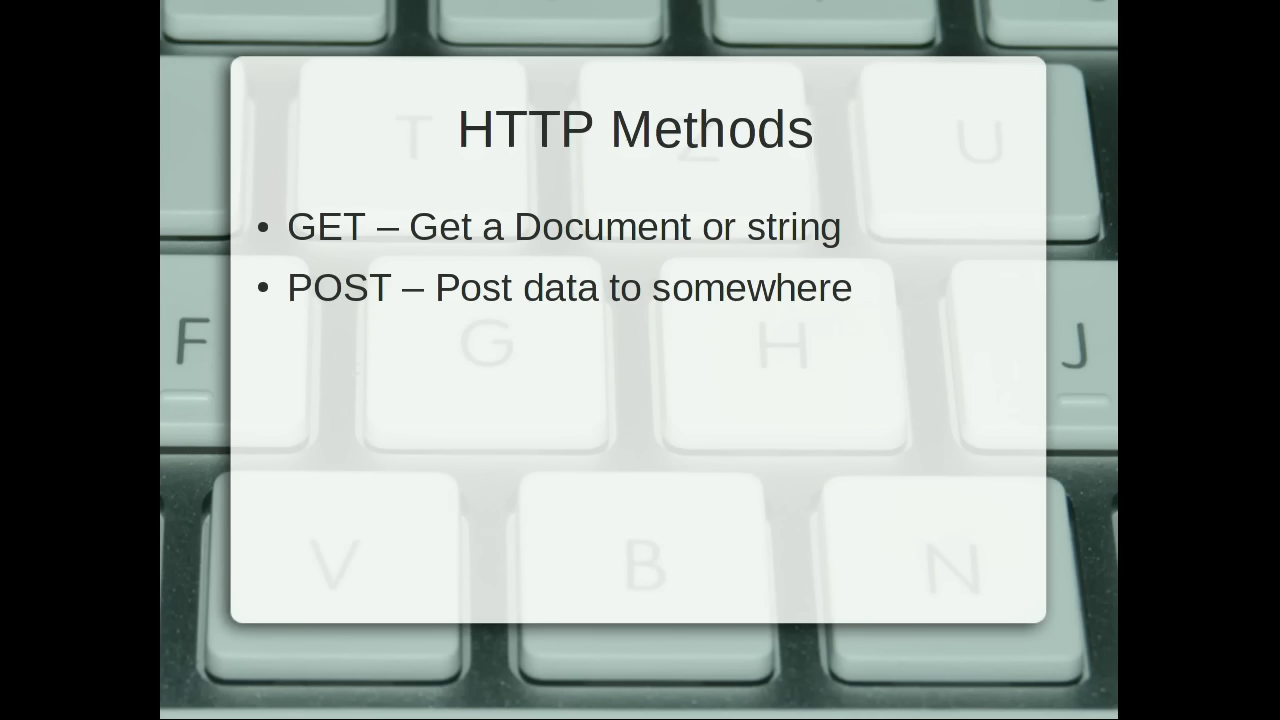 HTTP Methods
• GET – Get a Document or string
• POST – Post data to somewhere
T Z U
F G H J
V B N